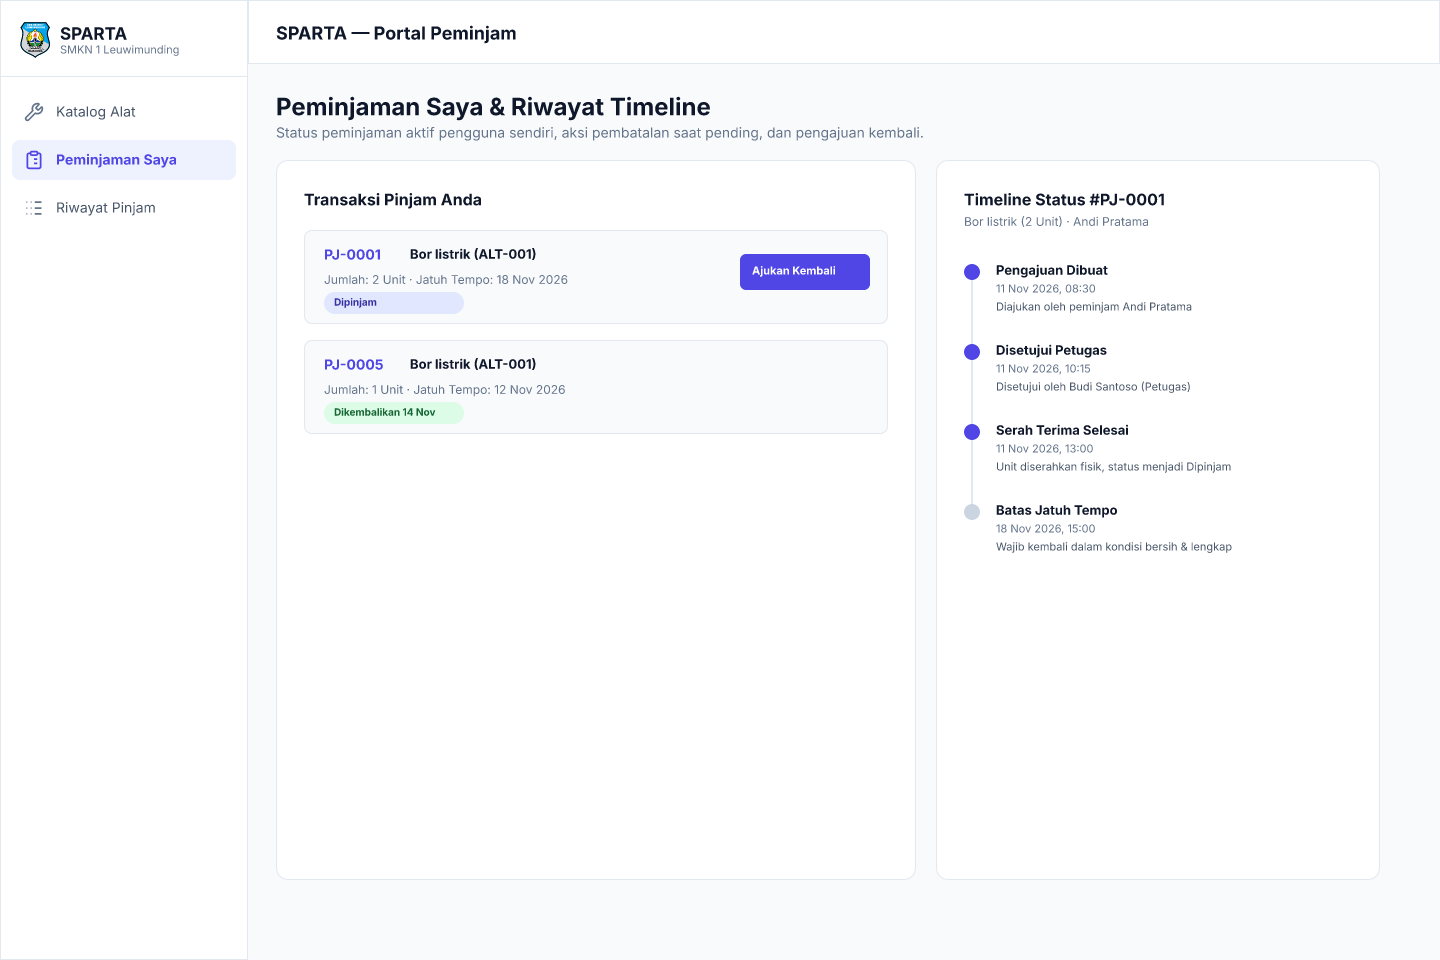 SPARTA
SMKN 1 Leuwimunding
Katalog Alat
Peminjaman Saya
Riwayat Pinjam
SPARTA — Portal Peminjam
Peminjaman Saya & Riwayat Timeline
Status peminjaman aktif pengguna sendiri, aksi pembatalan saat pending, dan pengajuan kembali.
Transaksi Pinjam Anda
PJ-0001 Bor listrik (ALT-001)
Jumlah: 2 Unit · Jatuh Tempo: 18 Nov 2026
Dipinjam
Ajukan Kembali
PJ-0005 Bor listrik (ALT-001)
Jumlah: 1 Unit · Jatuh Tempo: 12 Nov 2026
Dikembalikan 14 Nov
Timeline Status #PJ-0001
Bor listrik (2 Unit) · Andi Pratama
Pengajuan Dibuat
11 Nov 2026, 08:30
Diajukan oleh peminjam Andi Pratama
Disetujui Petugas
11 Nov 2026, 10:15
Disetujui oleh Budi Santoso (Petugas)
Serah Terima Selesai
11 Nov 2026, 13:00
Unit diserahkan fisik, status menjadi Dipinjam
Batas Jatuh Tempo
18 Nov 2026, 15:00
Wajib kembali dalam kondisi bersih & lengkap